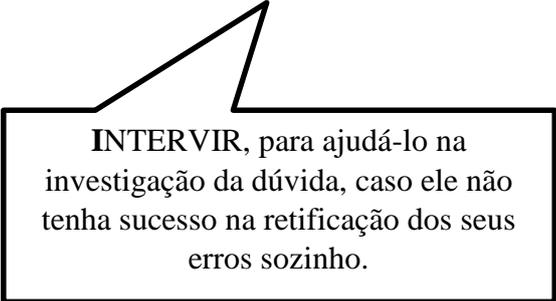 INTERVIR, para ajudá-lo na
investigação da dúvida, caso ele não
tenha sucesso na retificação dos seus
erros sozinho.